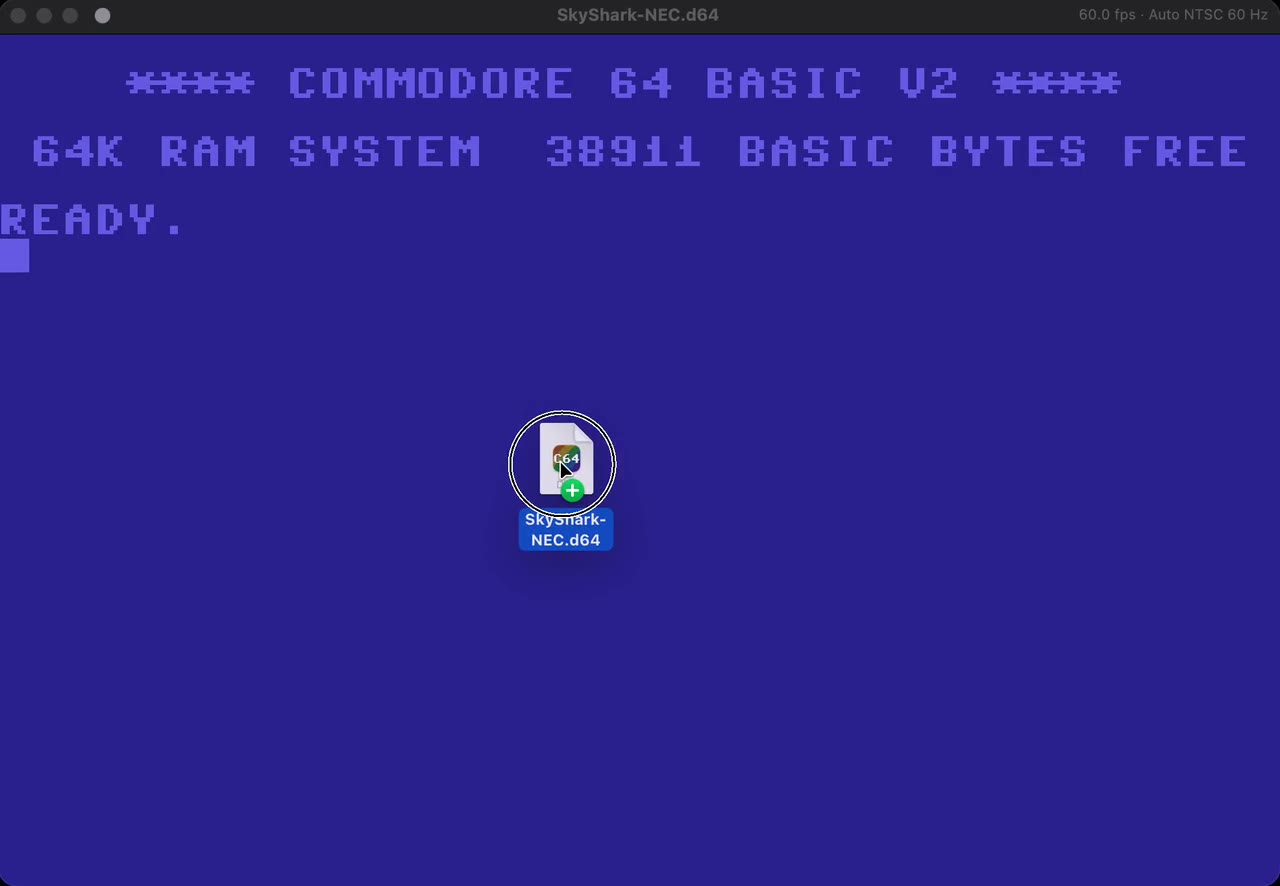 SkyShark-NEC.d64
60.0 fps · Auto NTSC 60 Hz
**** COMMODORE 64 BASIC V2 ****
64K RAM SYSTEM  38911 BASIC BYTES FREE
READY.
C64
SkyShark-
NEC.d64